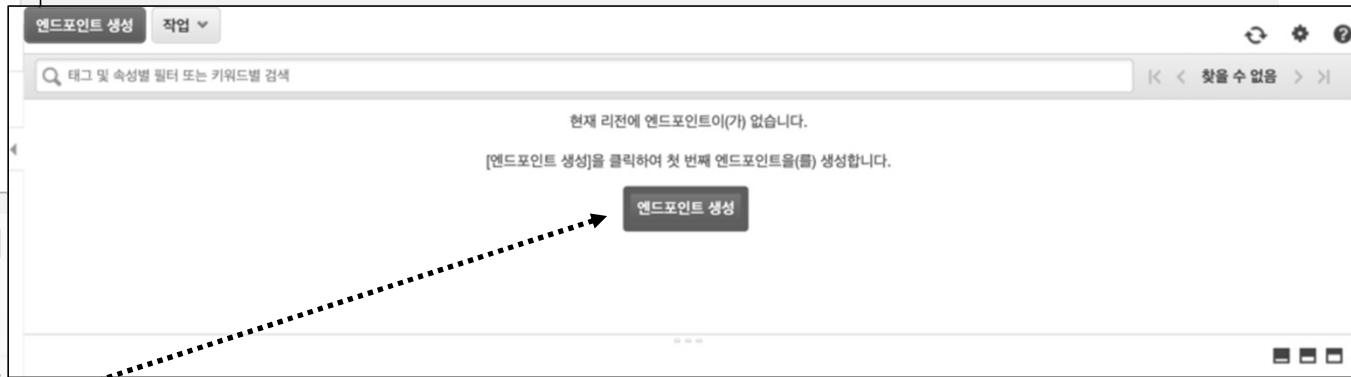 엔드포인트 생성 작업
태그 및 속성별 필터 또는 키워드별 검색 찾을 수 없음
현재 리전에 엔드포인트이(가) 없습니다.
[엔드포인트 생성]을 클릭하여 첫 번째 엔드포인트을(를) 생성합니다.
엔드포인트 생성